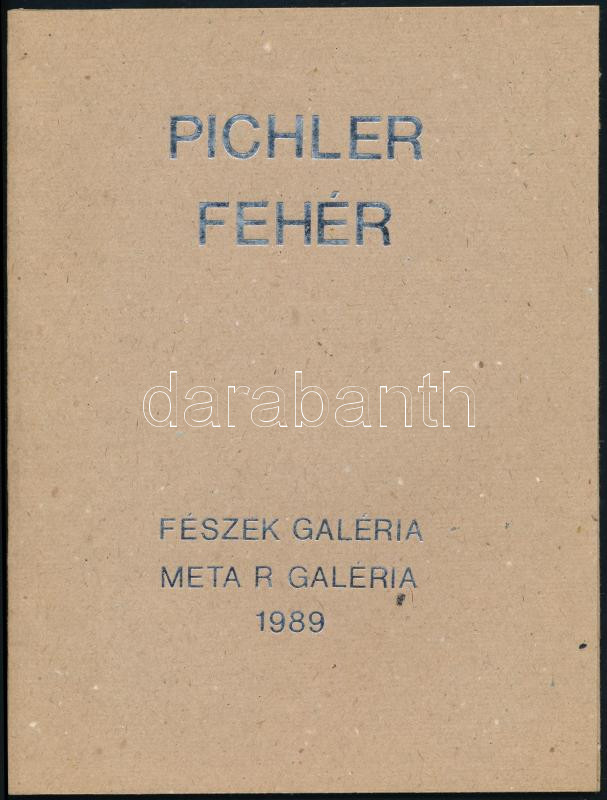 PICHLER
FEHÉR
darabanth
FÉSZEK GALÉRIA
META R GALÉRIA
1989